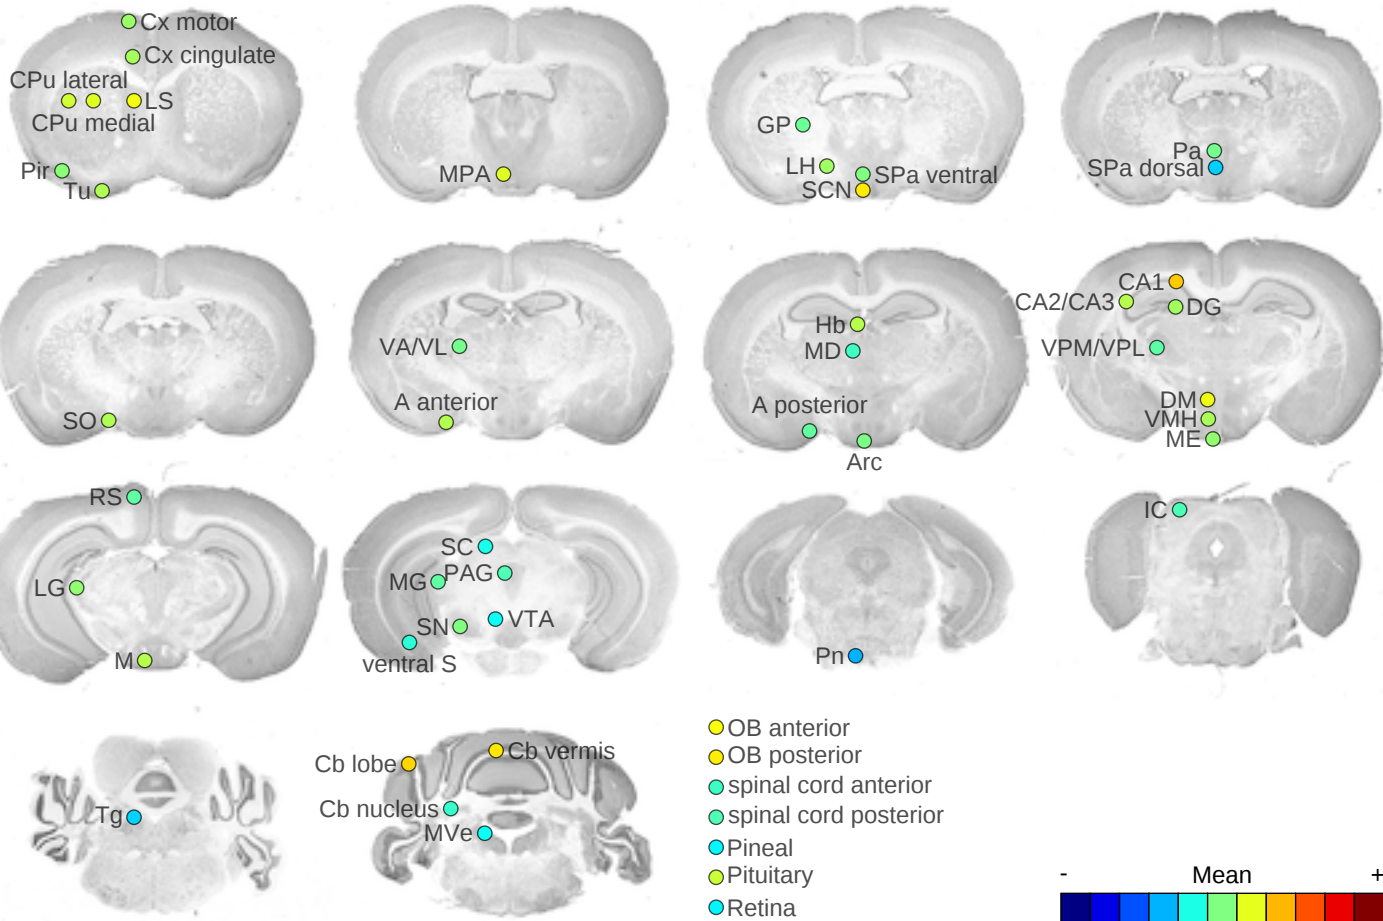 Cx motor
Cx cingulate
CPu lateral
LS
CPu medial
Pir
Tu
MPA
GP
LH
SPa ventral
SCN
Pa
SPa dorsal
SO
VA/VL
A anterior
Hb
MD
A posterior
Arc
CA1
CA2/CA3
DG
VPM/VPL
DM
VMH
ME
RS
LG
M
SC
MG
PAG
SN
VTA
ventral S
Pn
IC
Tg
Cb lobe
Cb vermis
Cb nucleus
MVe
OB anterior
OB posterior
spinal cord anterior
spinal cord posterior
Pineal
Pituitary
Retina
- Mean +